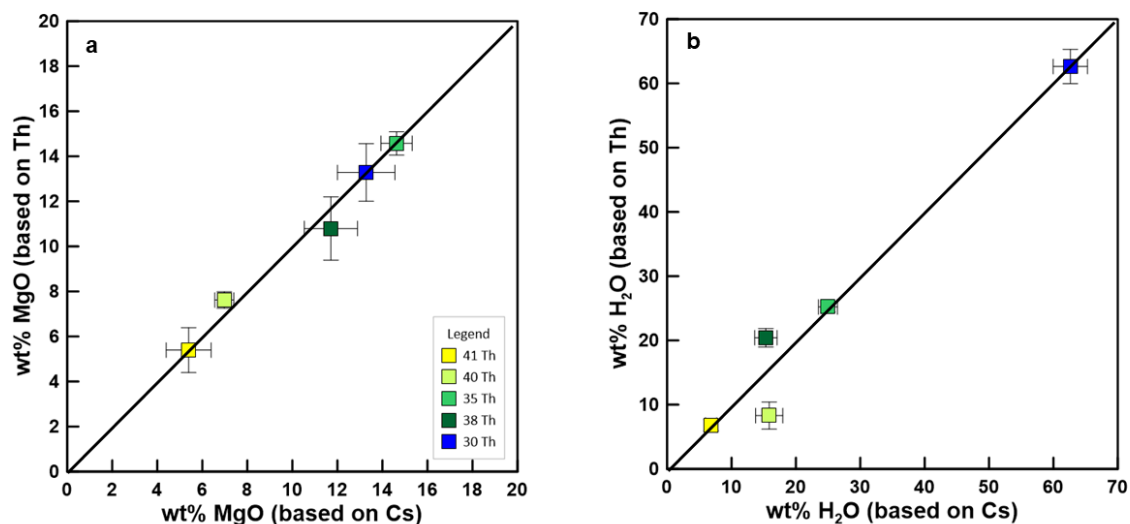 a
20
18
16
14
12
10
8
6
4
2
0
wt% MgO (based on Th)
0 2 4 6 8 10 12 14 16 18 20
wt% MgO (based on Cs)
Legend
41 Th
40 Th
35 Th
38 Th
30 Th
b
70
60
50
40
30
20
10
0
wt% H₂O (based on Th)
0 10 20 30 40 50 60 70
wt% H₂O (based on Cs)